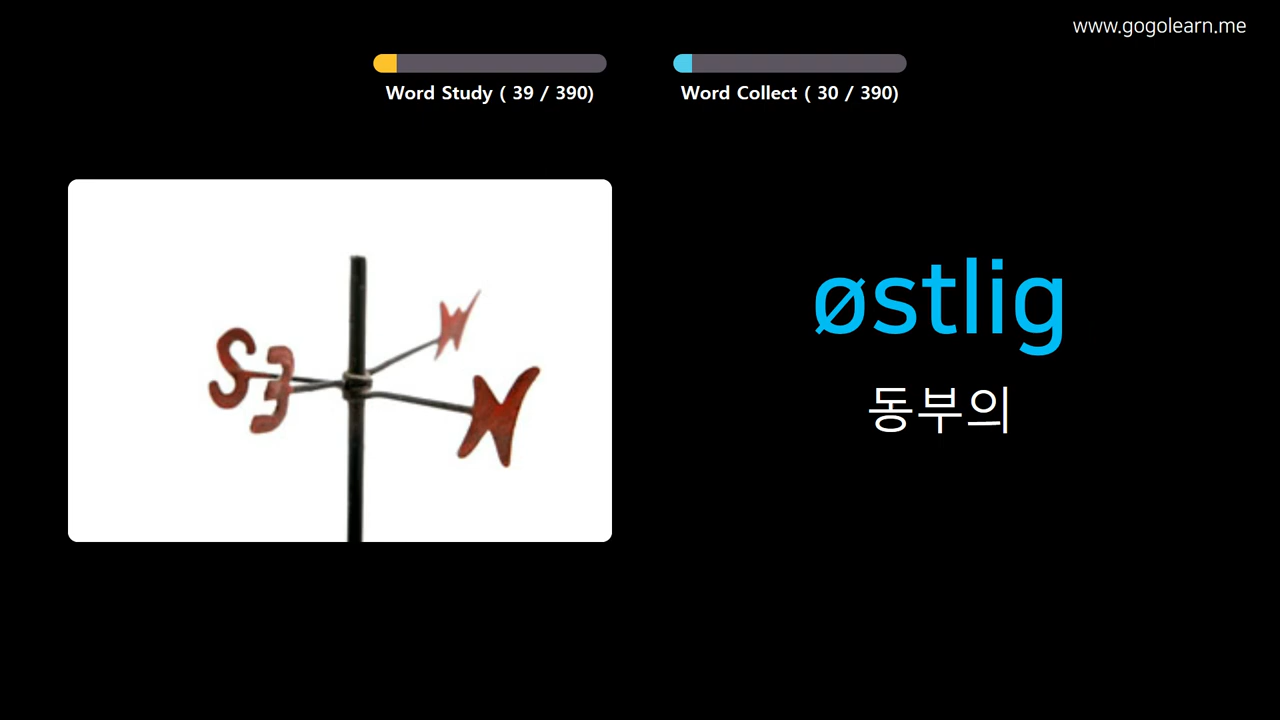 www.gogolearn.me
Word Study ( 39 / 390)
Word Collect ( 30 / 390)
S
E
W
N
østlig
동부의